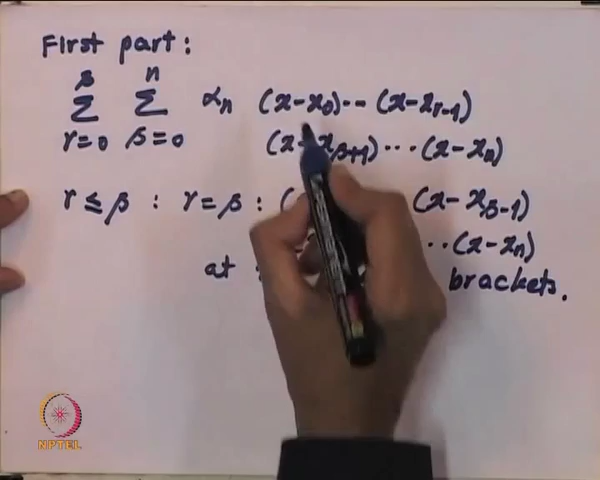 First part:
β n
Σ Σ αn (x-x0)-- (x-xr-1)
r=0 β=0 (x- xβ+1)···(x-xn)
r ≤ β : r=β : ( (x-xβ-1)
··(x-xn)
at brackets.
NPTEL